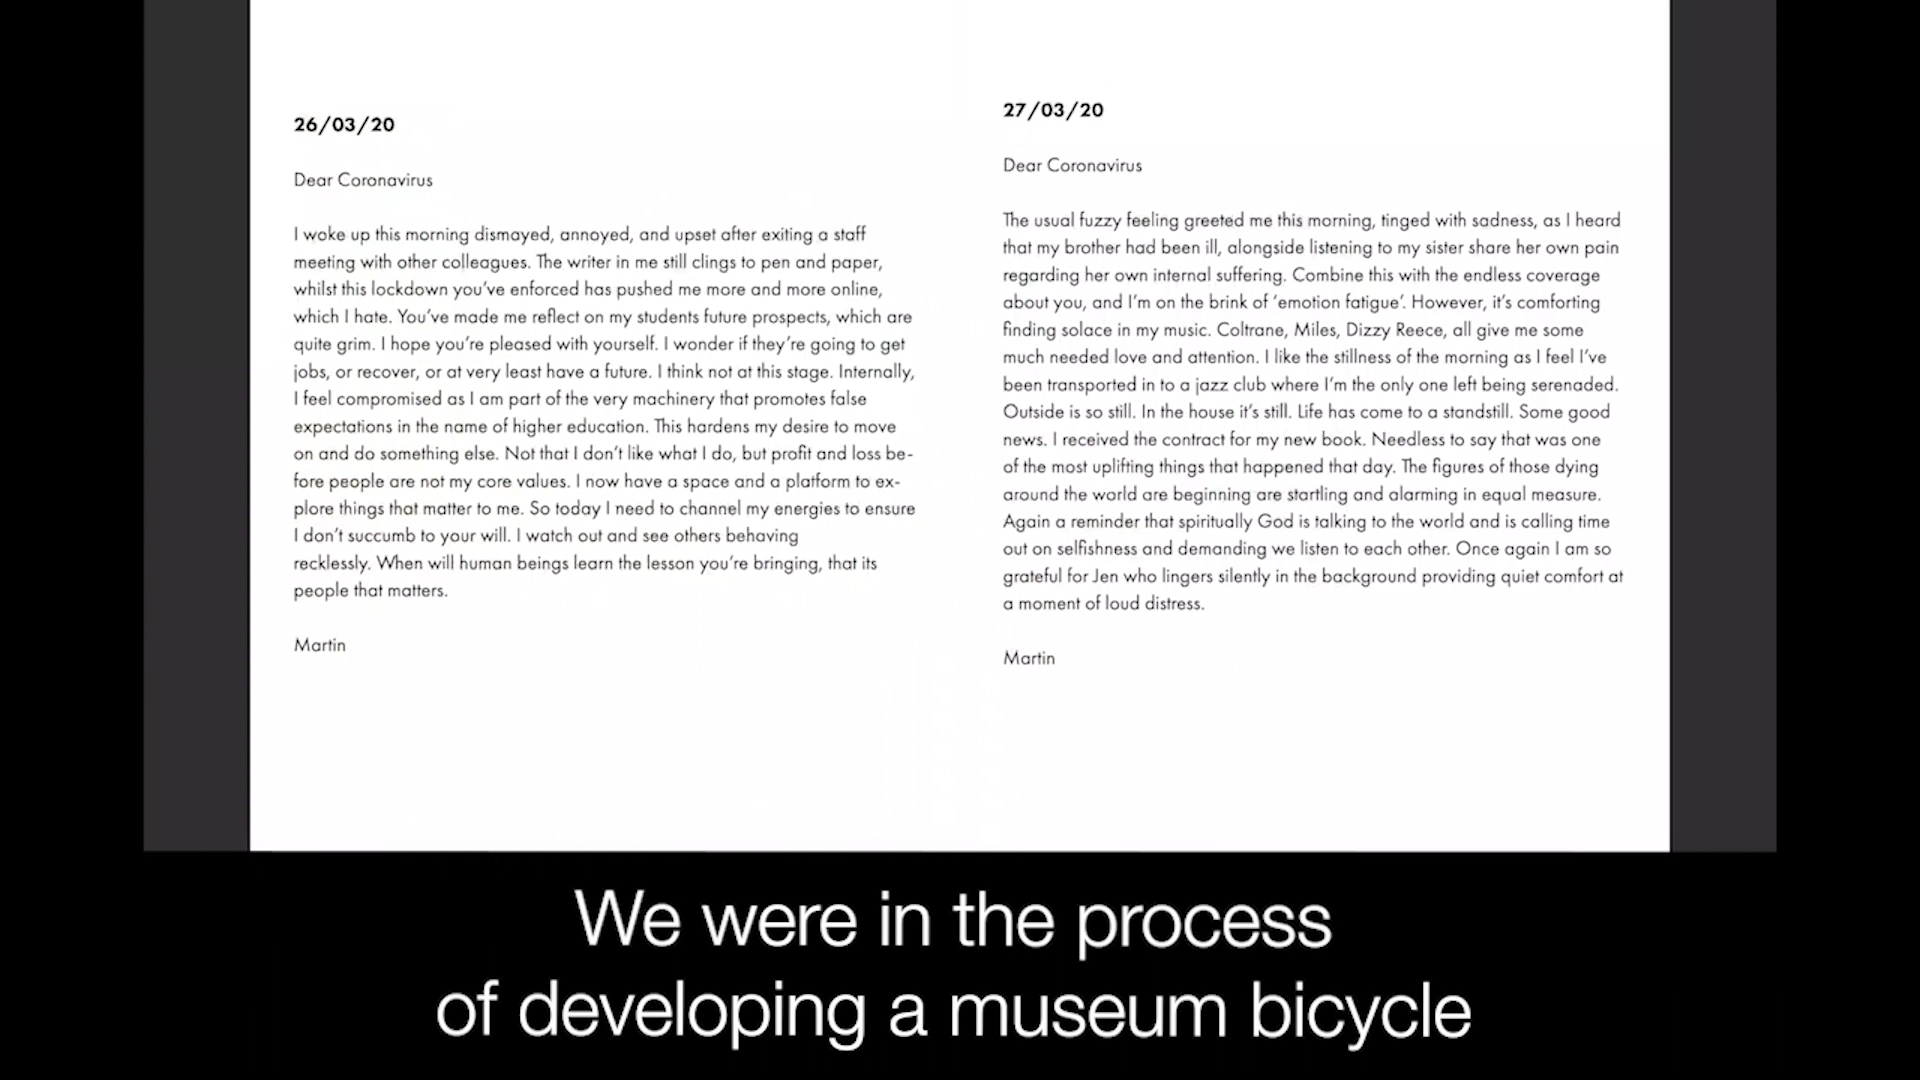 26/03/20
Dear Coronavirus
I woke up this morning dismayed, annoyed, and upset after exiting a staff
meeting with other colleagues. The writer in me still clings to pen and paper,
whilst this lockdown you've enforced has pushed me more and more online,
which I hate. You've made me reflect on my students future prospects, which are
quite grim. I hope you're pleased with yourself. I wonder if they're going to get
jobs, or recover, or at very least have a future. I think not at this stage. Internally,
I feel compromised as I am part of the very machinery that promotes false
expectations in the name of higher education. This hardens my desire to move
on and do something else. Not that I don't like what I do, but profit and loss be-
fore people are not my core values. I now have a space and a platform to ex-
plore things that matter to me. So today I need to channel my energies to ensure
I don't succumb to your will. I watch out and see others behaving
recklessly. When will human beings learn the lesson you're bringing, that its
people that matters.
Martin
27/03/20
Dear Coronavirus
The usual fuzzy feeling greeted me this morning, tinged with sadness, as I heard
that my brother had been ill, alongside listening to my sister share her own pain
regarding her own internal suffering. Combine this with the endless coverage
about you, and I'm on the brink of 'emotion fatigue'. However, it's comforting
finding solace in my music. Coltrane, Miles, Dizzy Reece, all give me some
much needed love and attention. I like the stillness of the morning as I feel I've
been transported in to a jazz club where I'm the only one left being serenaded.
Outside is so still. In the house it's still. Life has come to a standstill. Some good
news. I received the contract for my new book. Needless to say that was one
of the most uplifting things that happened that day. The figures of those dying
around the world are beginning are startling and alarming in equal measure.
Again a reminder that spiritually God is talking to the world and is calling time
out on selfishness and demanding we listen to each other. Once again I am so
grateful for Jen who lingers silently in the background providing quiet comfort at
a moment of loud distress.
Martin
We were in the process
of developing a museum bicycle